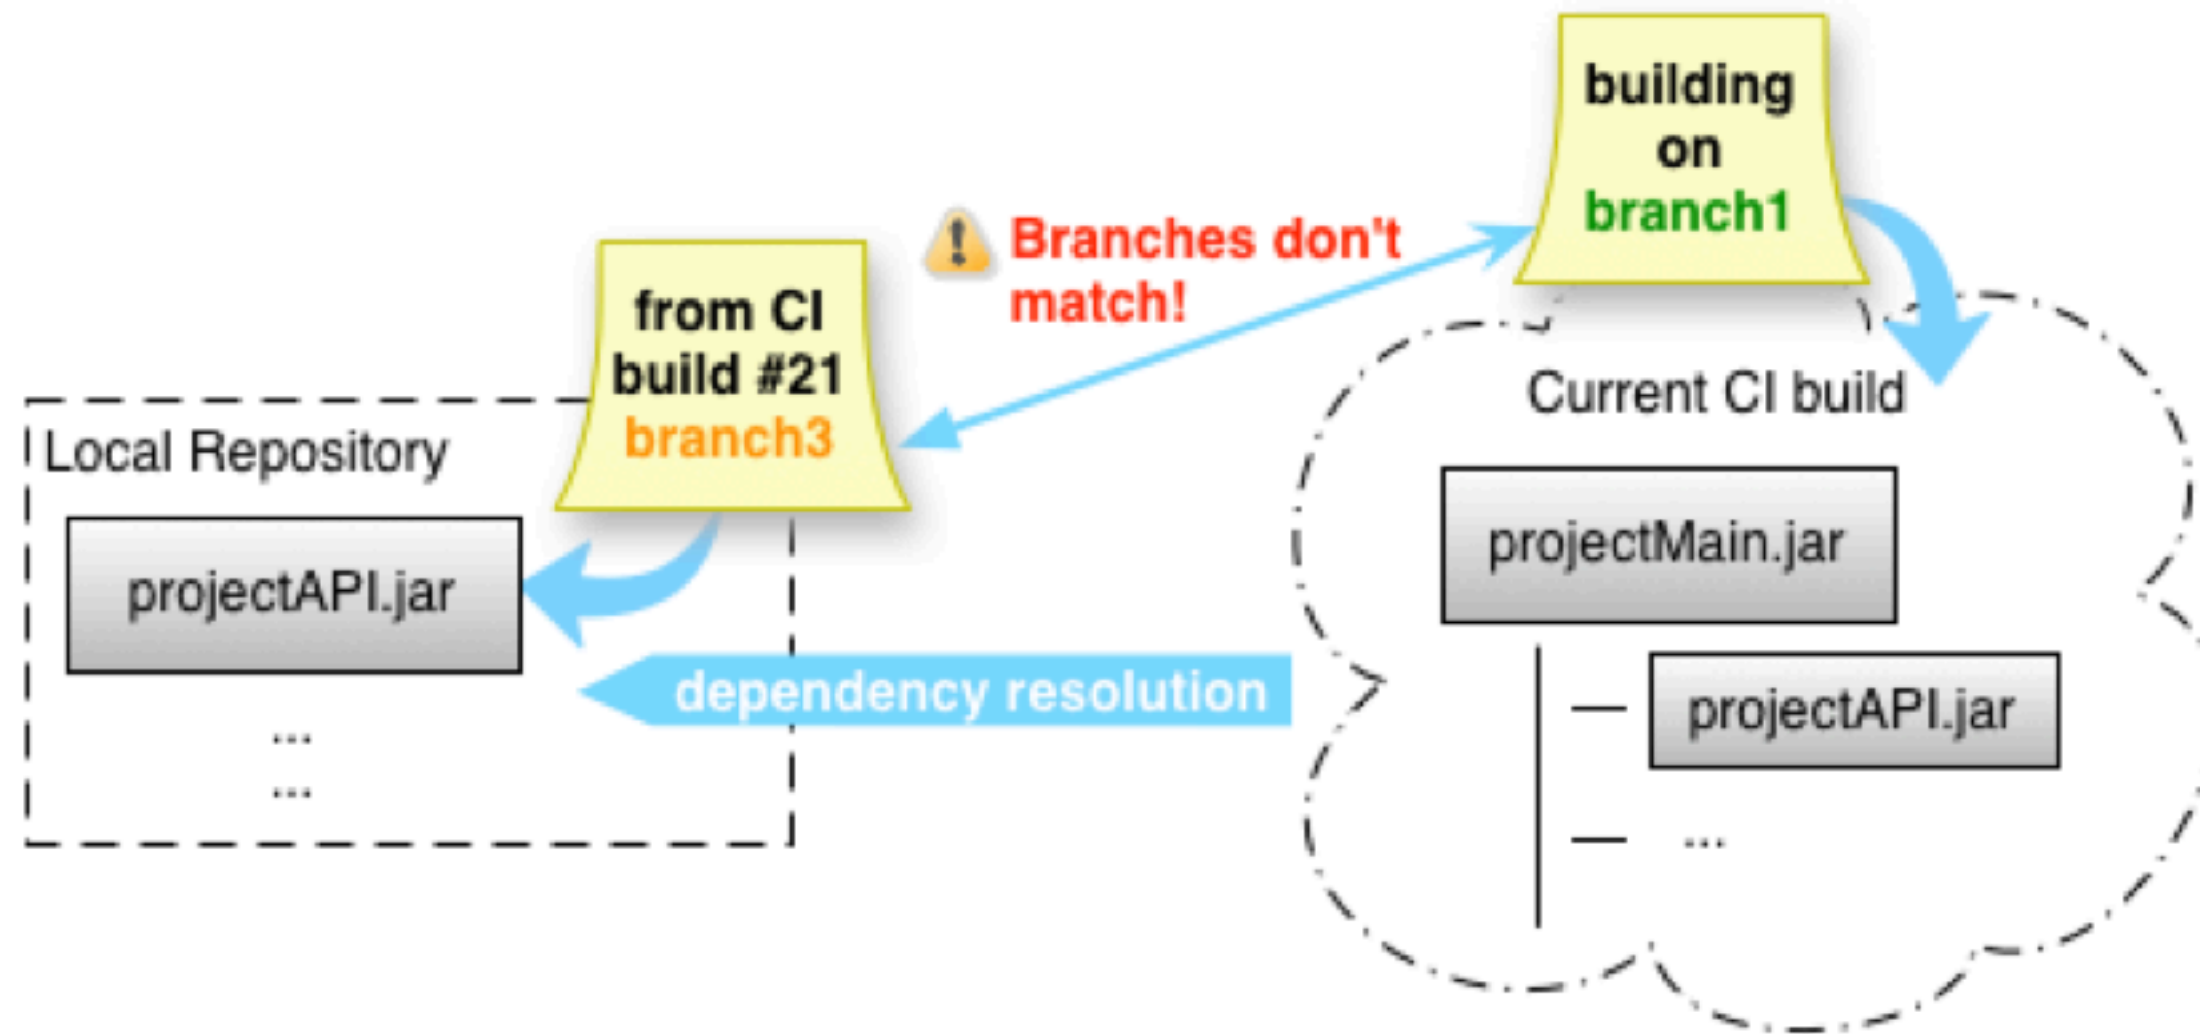 building
on
branch1
Branches don't
match!
from CI
build #21
branch3
Local Repository
projectAPI.jar
...
...
dependency resolution
Current CI build
projectMain.jar
projectAPI.jar
...